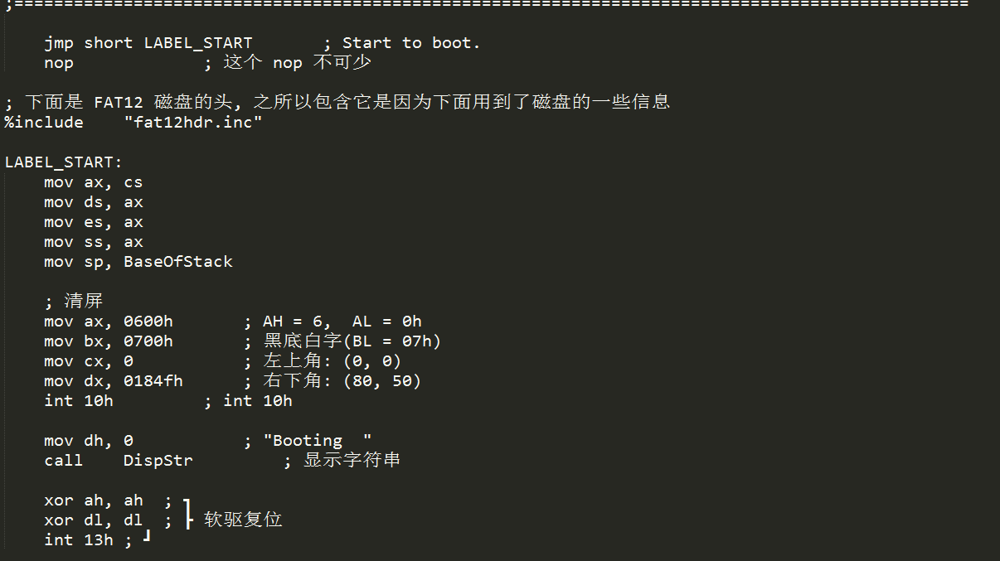 ;================================================================================================
jmp short LABEL_START ; Start to boot.
nop ; 这个 nop 不可少
; 下面是 FAT12 磁盘的头, 之所以包含它是因为下面用到了磁盘的一些信息
%include "fat12hdr.inc"
LABEL_START:
mov ax, cs
mov ds, ax
mov es, ax
mov ss, ax
mov sp, BaseOfStack
; 清屏
mov ax, 0600h ; AH = 6, AL = 0h
mov bx, 0700h ; 黑底白字(BL = 07h)
mov cx, 0 ; 左上角: (0, 0)
mov dx, 0184fh ; 右下角: (80, 50)
int 10h ; int 10h
mov dh, 0 ; "Booting  "
call DispStr ; 显示字符串
xor ah, ah ; ┓
xor dl, dl ; ┣ 软驱复位
int 13h ; ┛